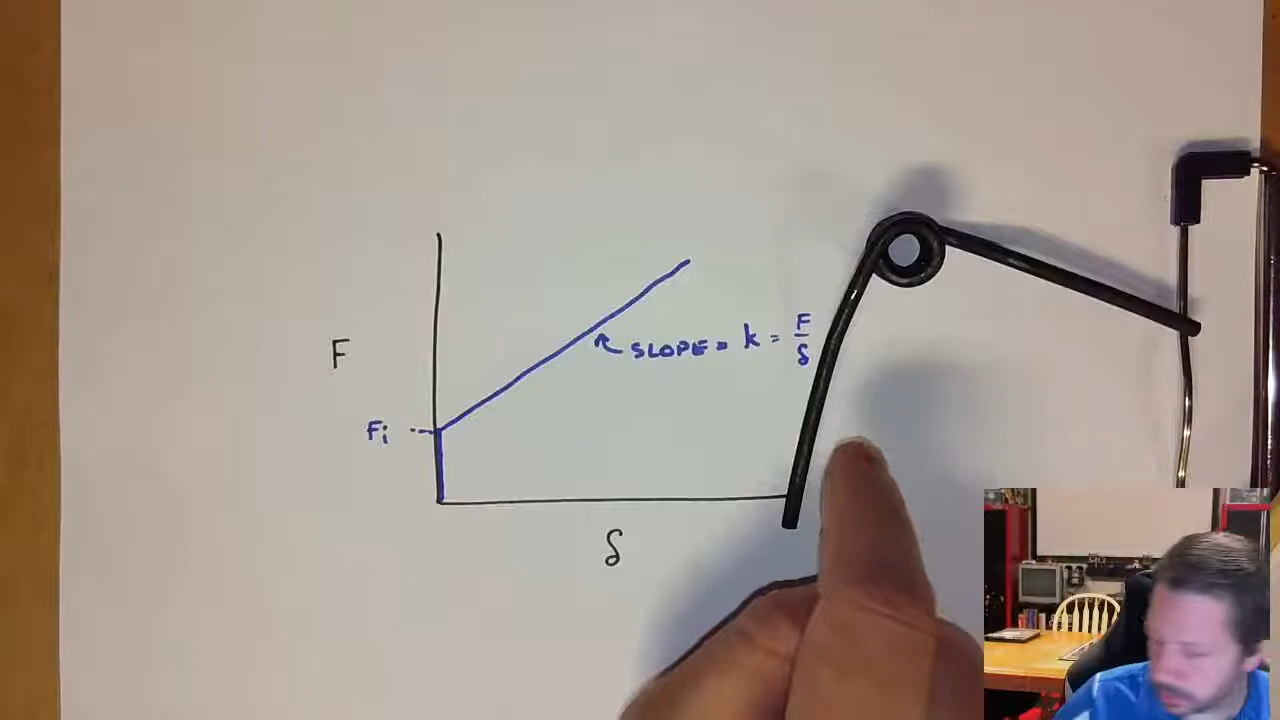 F
SLOPE = k = F/δ
Fi
δ